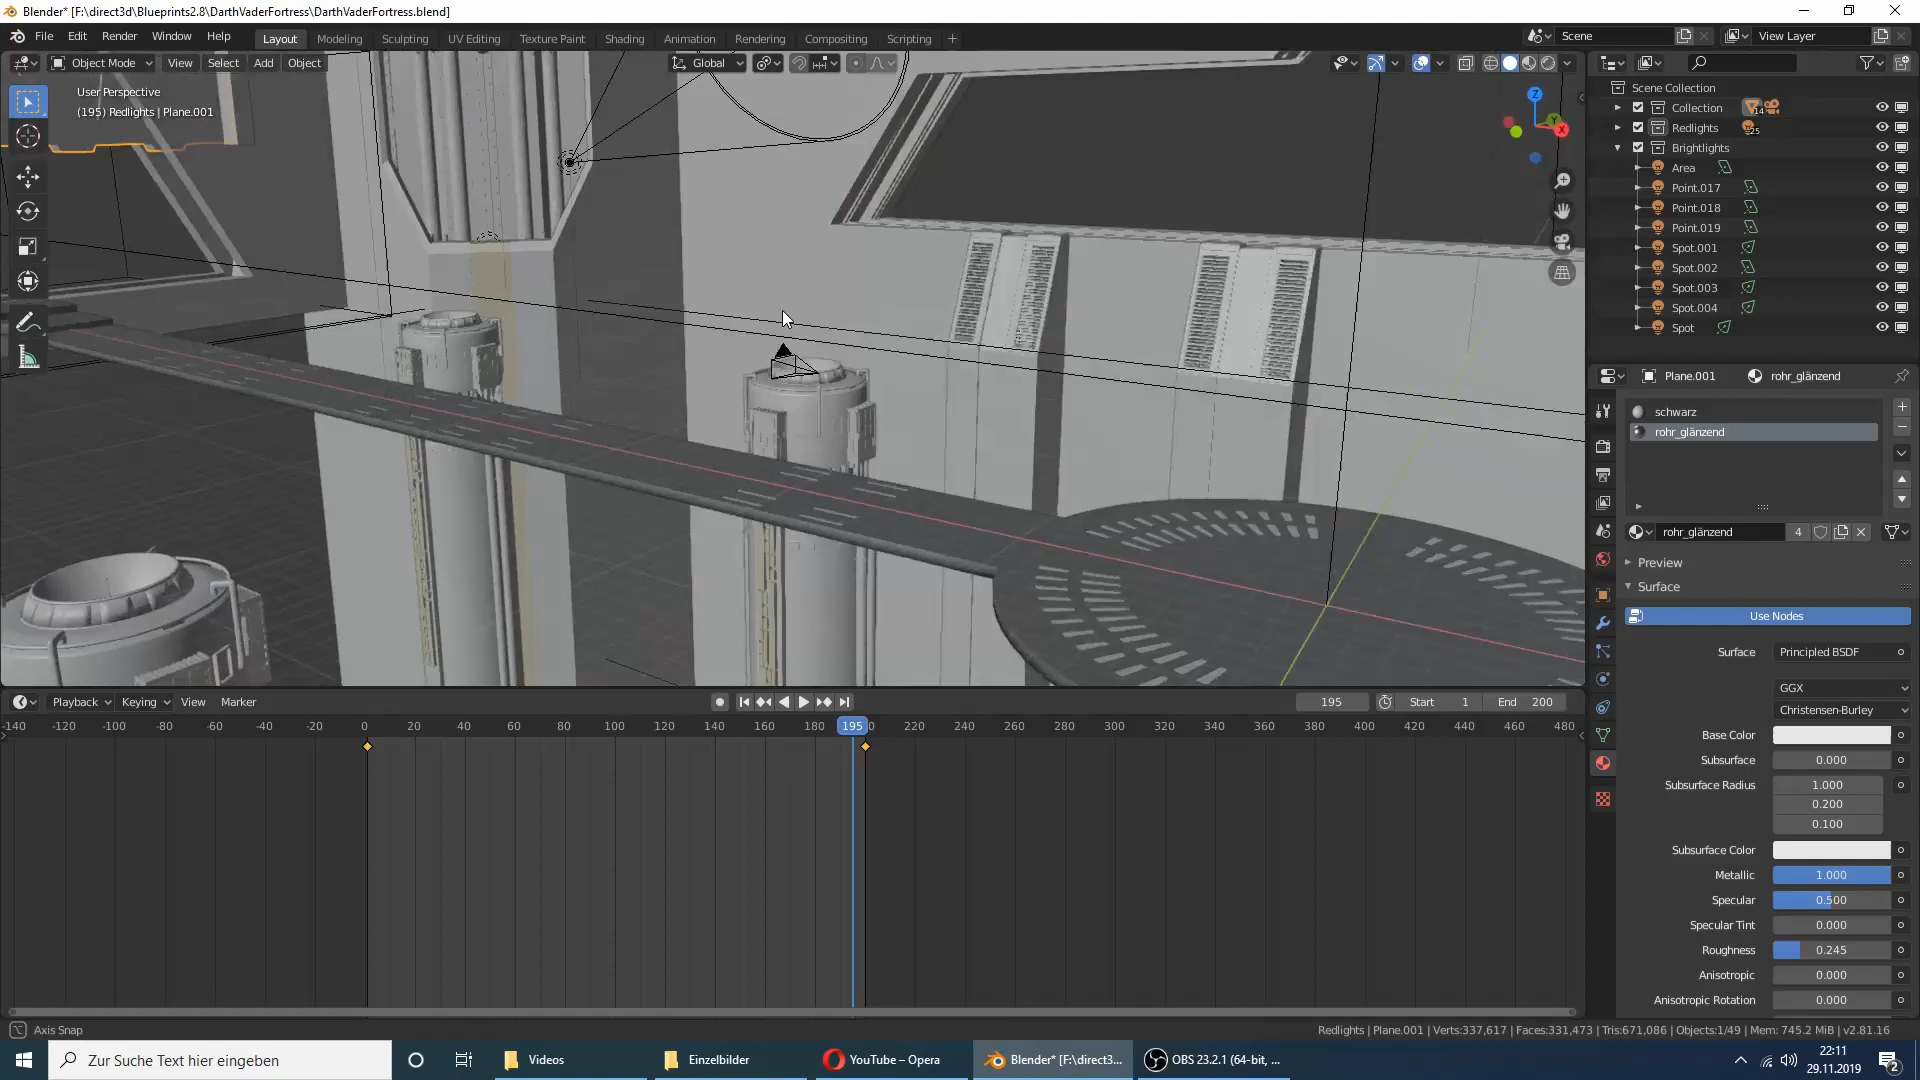 Blender* [F:\direct3d\Blueprints2.8\DarthVaderFortress\DarthVaderFortress.blend]
File Edit Render Window Help
Layout Modeling Sculpting UV Editing Texture Paint Shading Animation Rendering Compositing Scripting
Scene
View Layer
Object Mode View Select Add Object
Global
User Perspective
(195) Redlights | Plane.001
Z
Y
X
Scene Collection
Collection 14
Redlights 25
Brightlights
Area
Point.017
Point.018
Point.019
Spot.001
Spot.002
Spot.003
Spot.004
Spot
Plane.001 rohr_glänzend
schwarz
rohr_glänzend
rohr_glänzend 4
Preview
Surface
Use Nodes
Surface Principled BSDF
GGX
Christensen-Burley
Base Color
Subsurface 0.000
Subsurface Radius 1.000
0.200
0.100
Subsurface Color
Metallic 1.000
Specular 0.500
Specular Tint 0.000
Roughness 0.245
Anisotropic 0.000
Anisotropic Rotation 0.000
Playback Keying View Marker
195 Start 1 End 200
-140 -120 -100 -80 -60 -40 -20 0 20 40 60 80 100 120 140 160 180 195 0 220 240 260 280 300 320 340 360 380 400 420 440 460 480
Axis Snap
Redlights | Plane.001 | Verts:337,617 | Faces:331,473 | Tris:671,086 | Objects:1/49 | Mem: 745.2 MiB | v2.81.16
Zur Suche Text hier eingeben
Videos
Einzelbilder
YouTube – Opera
Blender* [F:\direct3...
OBS 23.2.1 (64-bit, ...
22:11
29.11.2019
2